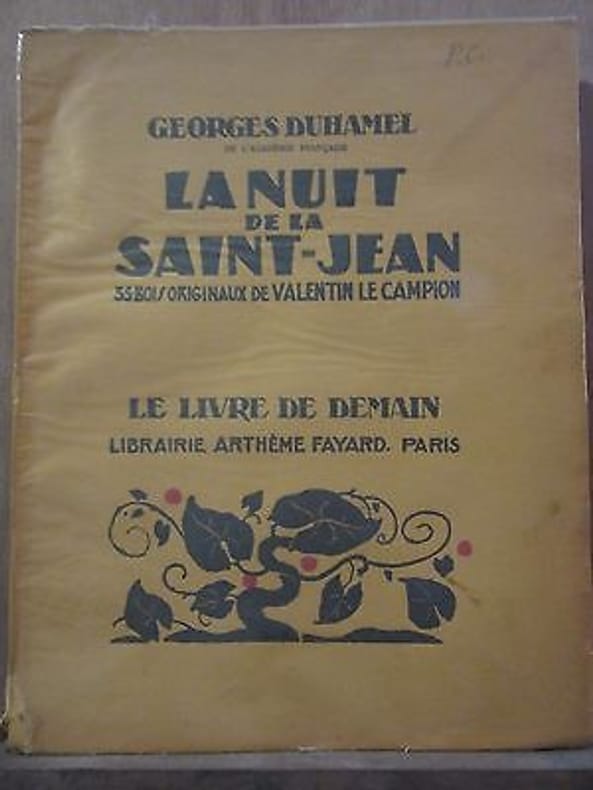 P.C.
GEORGES DUHAMEL
DE L'ACADÉMIE FRANÇAISE
LA NUIT
DE LA
SAINT-JEAN
35 BOIS ORIGINAUX DE VALENTIN LE CAMPION
LE LIVRE DE DEMAIN
LIBRAIRIE ARTHÈME FAYARD. PARIS